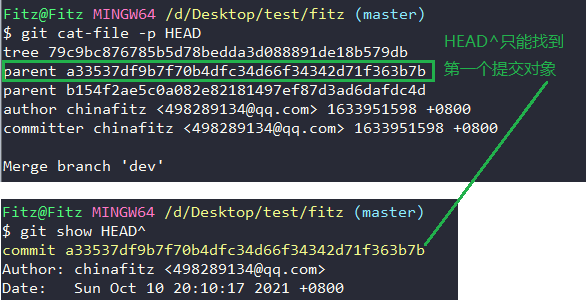 Fitz@Fitz MINGW64 /d/Desktop/test/fitz (master)
$ git cat-file -p HEAD
tree 79c9bc876785b5d78bedda3d088891de18b579db
parent a33537df9b7f70b4dfc34d66f34342d71f363b7b
parent b154f2ae5c0a082e82181497ef87d3ad6dafdc4d
author chinafitz <498289134@qq.com> 1633951598 +0800
committer chinafitz <498289134@qq.com> 1633951598 +0800
Merge branch 'dev'
HEAD^只能找到
第一个提交对象
Fitz@Fitz MINGW64 /d/Desktop/test/fitz (master)
$ git show HEAD^
commit a33537df9b7f70b4dfc34d66f34342d71f363b7b
Author: chinafitz <498289134@qq.com>
Date:   Sun Oct 10 20:10:17 2021 +0800